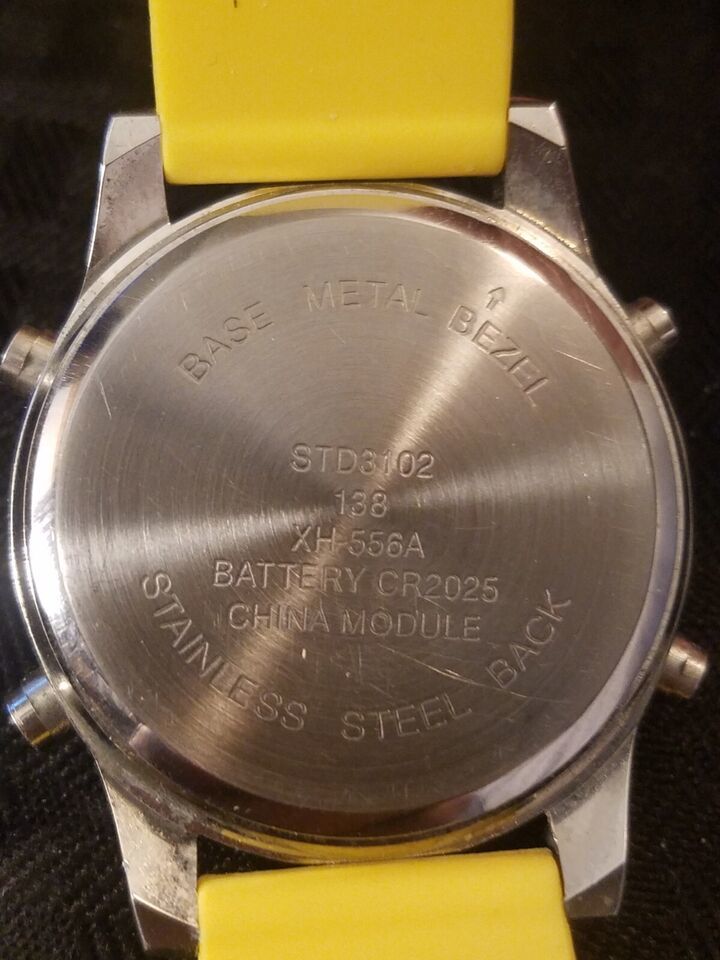 BASE METAL BEZEL
STD3102
138
XH-556A
BATTERY CR2025
CHINA MODULE
STAINLESS STEEL BACK